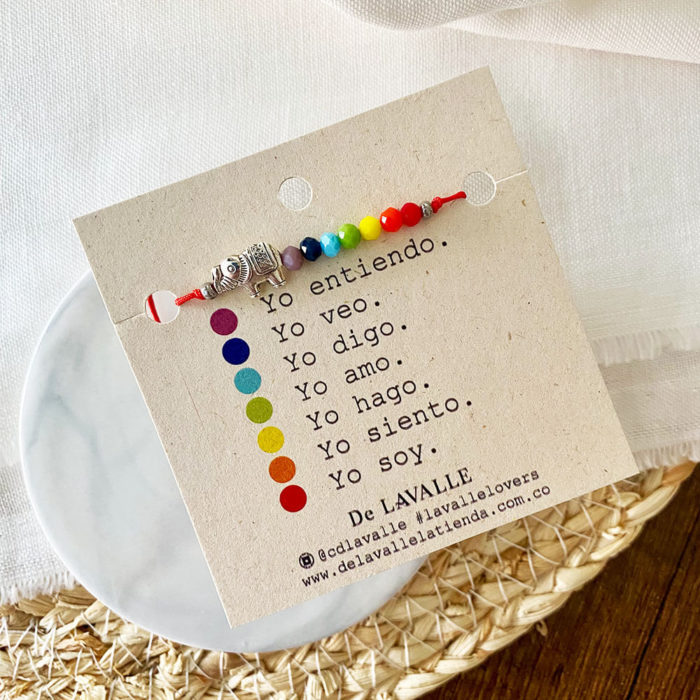 Yo entiendo.
Yo veo.
Yo digo.
Yo amo.
Yo hago.
Yo siento.
Yo soy.
De LAVALLE
@cdlavalle #lavallelovers
www.delavallelatienda.com.co